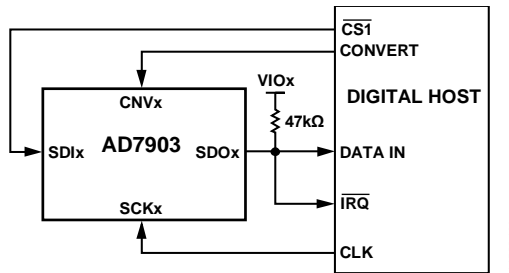 CS1
CONVERT
VIOx
CNVx
DIGITAL HOST
47kΩ
AD7903
SDIx
SDOx
DATA IN
SCKx
IRQ
CLK